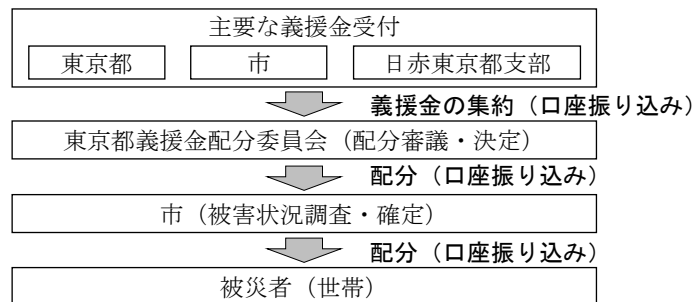 主要な義援金受付
東京都 市 日赤東京都支部
義援金の集約（口座振り込み）
東京都義援金配分委員会（配分審議・決定）
配分（口座振り込み）
市（被害状況調査・確定）
配分（口座振り込み）
被災者（世帯）